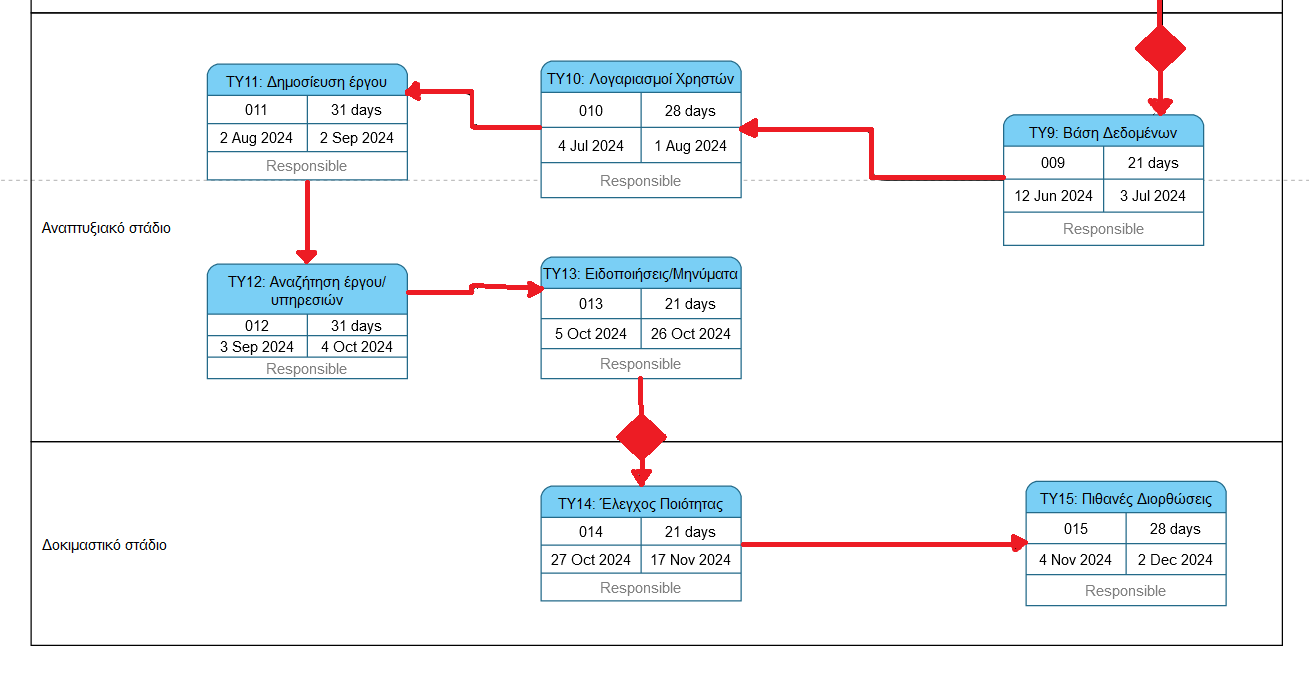 ΤΥ11: Δημοσίευση έργου
011
31 days
2 Aug 2024
2 Sep 2024
Responsible
ΤΥ10: Λογαριασμοί Χρηστών
010
28 days
4 Jul 2024
1 Aug 2024
Responsible
ΤΥ9: Βάση Δεδομένων
009
21 days
12 Jun 2024
3 Jul 2024
Responsible
Αναπτυξιακό στάδιο
ΤΥ12: Αναζήτηση έργου/
υπηρεσιών
012
31 days
3 Sep 2024
4 Oct 2024
Responsible
ΤΥ13: Ειδοποιήσεις/Μηνύματα
013
21 days
5 Oct 2024
26 Oct 2024
Responsible
Δοκιμαστικό στάδιο
ΤΥ14: Έλεγχος Ποιότητας
014
21 days
27 Oct 2024
17 Nov 2024
Responsible
ΤΥ15: Πιθανές Διορθώσεις
015
28 days
4 Nov 2024
2 Dec 2024
Responsible